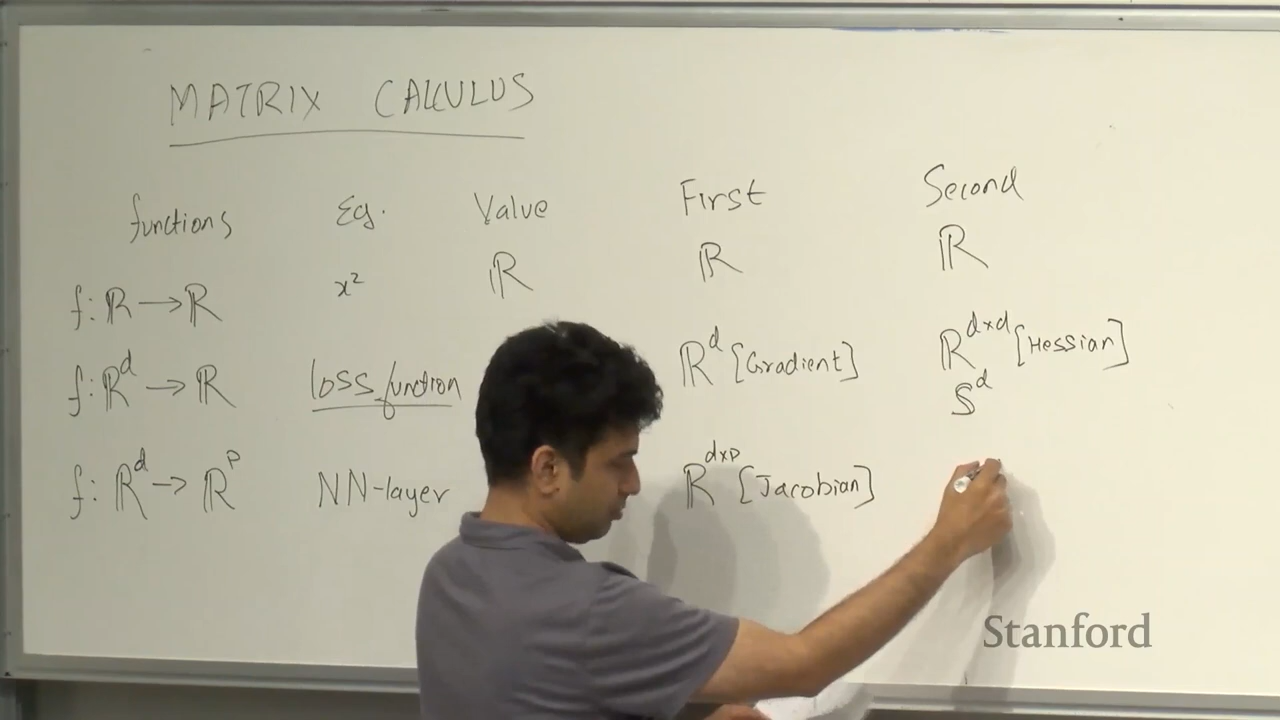 MATRIX CALCULUS
functions Eg. Value First Second
f: ℝ → ℝ x² ℝ ℝ ℝ
f: ℝᵈ → ℝ loss function ℝᵈ [Gradient] ℝᵈˣᵈ [Hessian]
𝕊ᵈ
f: ℝᵈ → ℝᵖ NN-layer ℝᵈˣᵖ [Jacobian]
Stanford